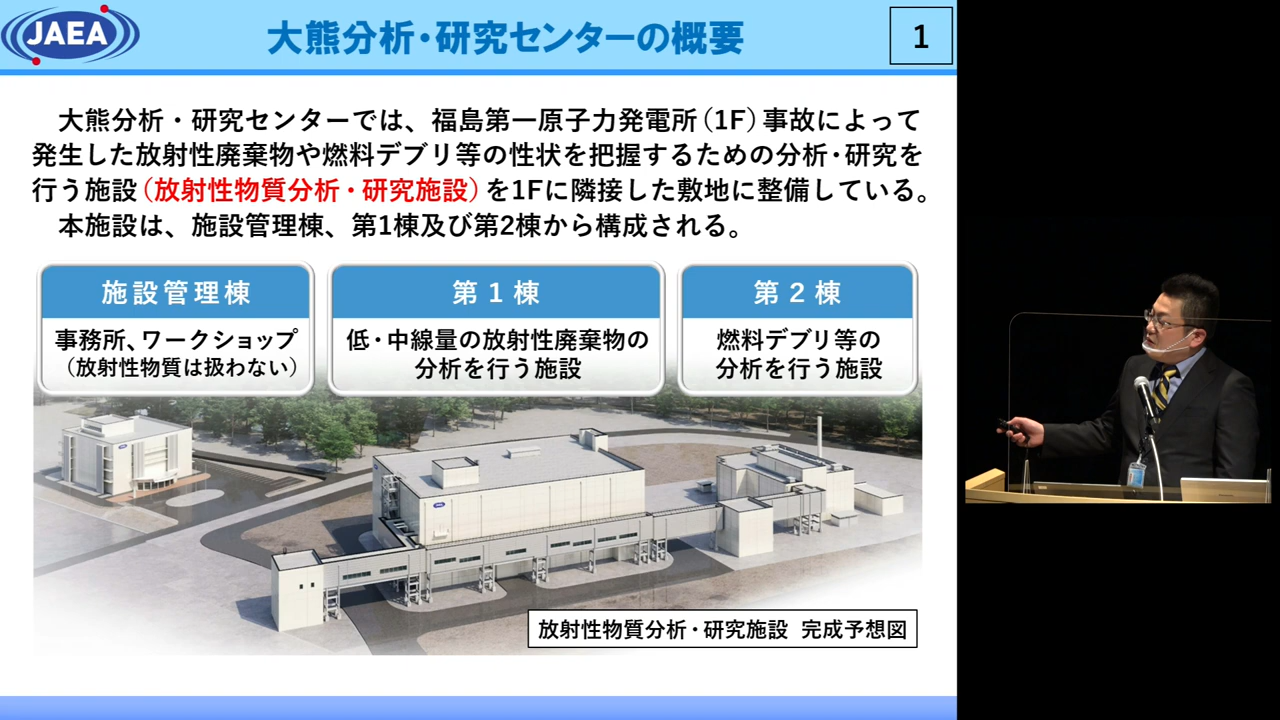 JAEA
大熊分析・研究センターの概要
1
大熊分析・研究センターでは、福島第一原子力発電所（1F）事故によって
発生した放射性廃棄物や燃料デブリ等の性状を把握するための分析・研究を
行う施設（放射性物質分析・研究施設）を1Fに隣接した敷地に整備している。
本施設は、施設管理棟、第1棟及び第2棟から構成される。
施設管理棟
事務所、ワークショップ
（放射性物質は扱わない）
第1棟
低・中線量の放射性廃棄物の
分析を行う施設
第2棟
燃料デブリ等の
分析を行う施設
JAEA
放射性物質分析・研究施設 完成予想図